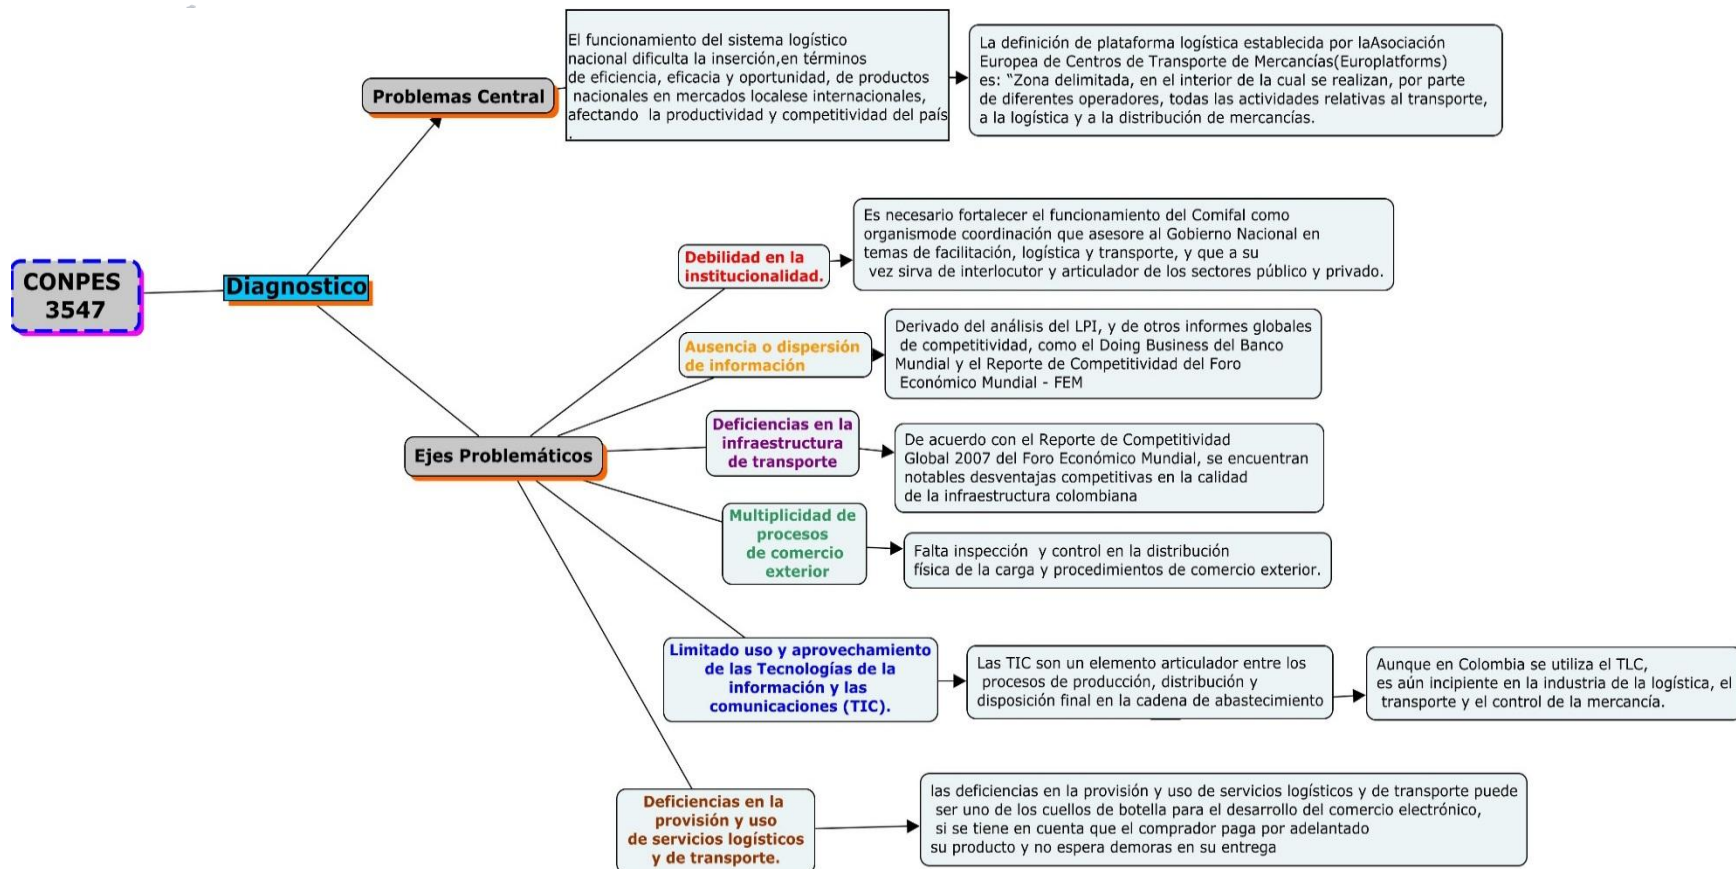 CONPES
3547
Diagnostico
Problemas Central
El funcionamiento del sistema logístico
nacional dificulta la inserción,en términos
de eficiencia, eficacia y oportunidad, de productos
nacionales en mercados localese internacionales,
afectando la productividad y competitividad del país
.
La definición de plataforma logística establecida por laAsociación
Europea de Centros de Transporte de Mercancías(Europlatforms)
es: “Zona delimitada, en el interior de la cual se realizan, por parte
de diferentes operadores, todas las actividades relativas al transporte,
a la logística y a la distribución de mercancías.
Ejes Problemáticos
Debilidad en la
institucionalidad.
Es necesario fortalecer el funcionamiento del Comifal como
organismode coordinación que asesore al Gobierno Nacional en
temas de facilitación, logística y transporte, y que a su
vez sirva de interlocutor y articulador de los sectores público y privado.
Ausencia o dispersión
de información
Derivado del análisis del LPI, y de otros informes globales
de competividad, como el Doing Business del Banco
Mundial y el Reporte de Competividad del Foro
Económico Mundial - FEM
Deficiencias en la
infraestructura
de transporte
De acuerdo con el Reporte de Competividad
Global 2007 del Foro Económico Mundial, se encuentran
notables desventajas competitivas en la calidad
de la infraestructura colombiana
Multiplicidad de
procesos
de comercio
exterior
Falta inspección y control en la distribución
física de la carga y procedimientos de comercio exterior.
Limitado uso y aprovechamiento
de las Tecnologías de la
información y las
comunicaciones (TIC).
Las TIC son un elemento articulador entre los
procesos de producción, distribución y
disposición final en la cadena de abastecimiento
Aunque en Colombia se utiliza el TLC,
es aún incipiente en la industria de la logística, el
transporte y el control de la mercancía.
Deficiencias en la
provisión y uso
de servicios logísticos
y de transporte.
las deficiencias en la provisión y uso de servicios logísticos y de transporte puede
ser uno de los cuellos de botella para el desarrollo del comercio electrónico,
si se tiene en cuenta que el comprador paga por adelantado
su producto y no espera demoras en su entrega